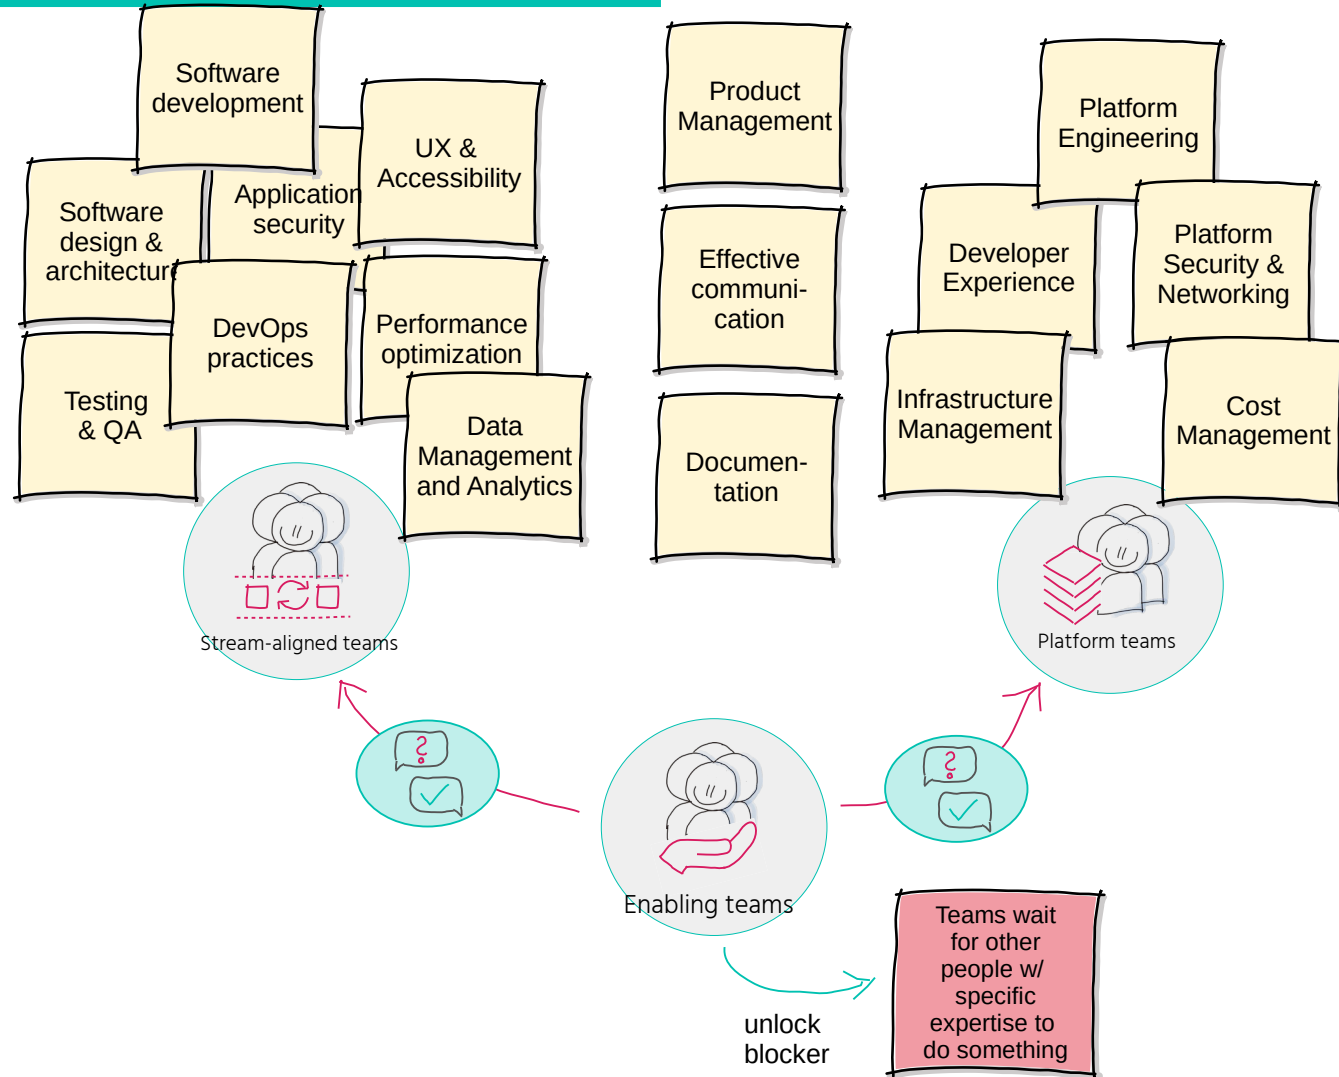 Software
development
UX &
Accessibility
Application
security
Software
design &
architecture
DevOps
practices
Performance
optimization
Testing
& QA
Data
Management
and Analytics
Stream-aligned teams
Product
Management
Effective
communi-
cation
Documen-
tation
Platform
Engineering
Developer
Experience
Platform
Security &
Networking
Infrastructure
Management
Cost
Management
Platform teams
?
?
Enabling teams
unlock
blocker
Teams wait
for other
people w/
specific
expertise to
do something